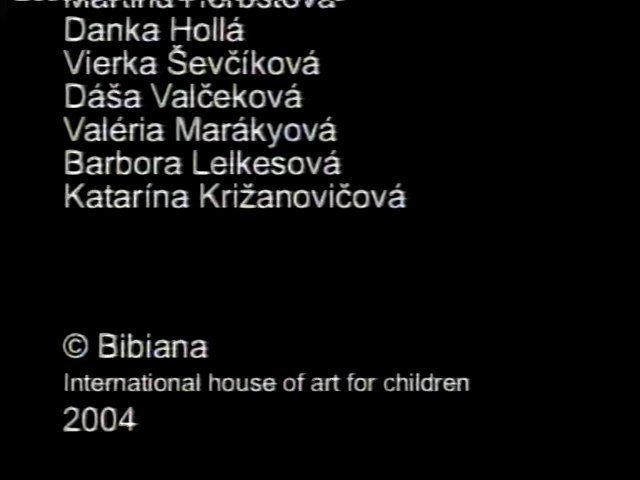 Danka Hollá
Vierka Ševčíková
Dáša Valčeková
Valéria Marákyová
Barbora Lelkesová
Katarína Križanovičová
© Bibiana
International house of art for children
2004